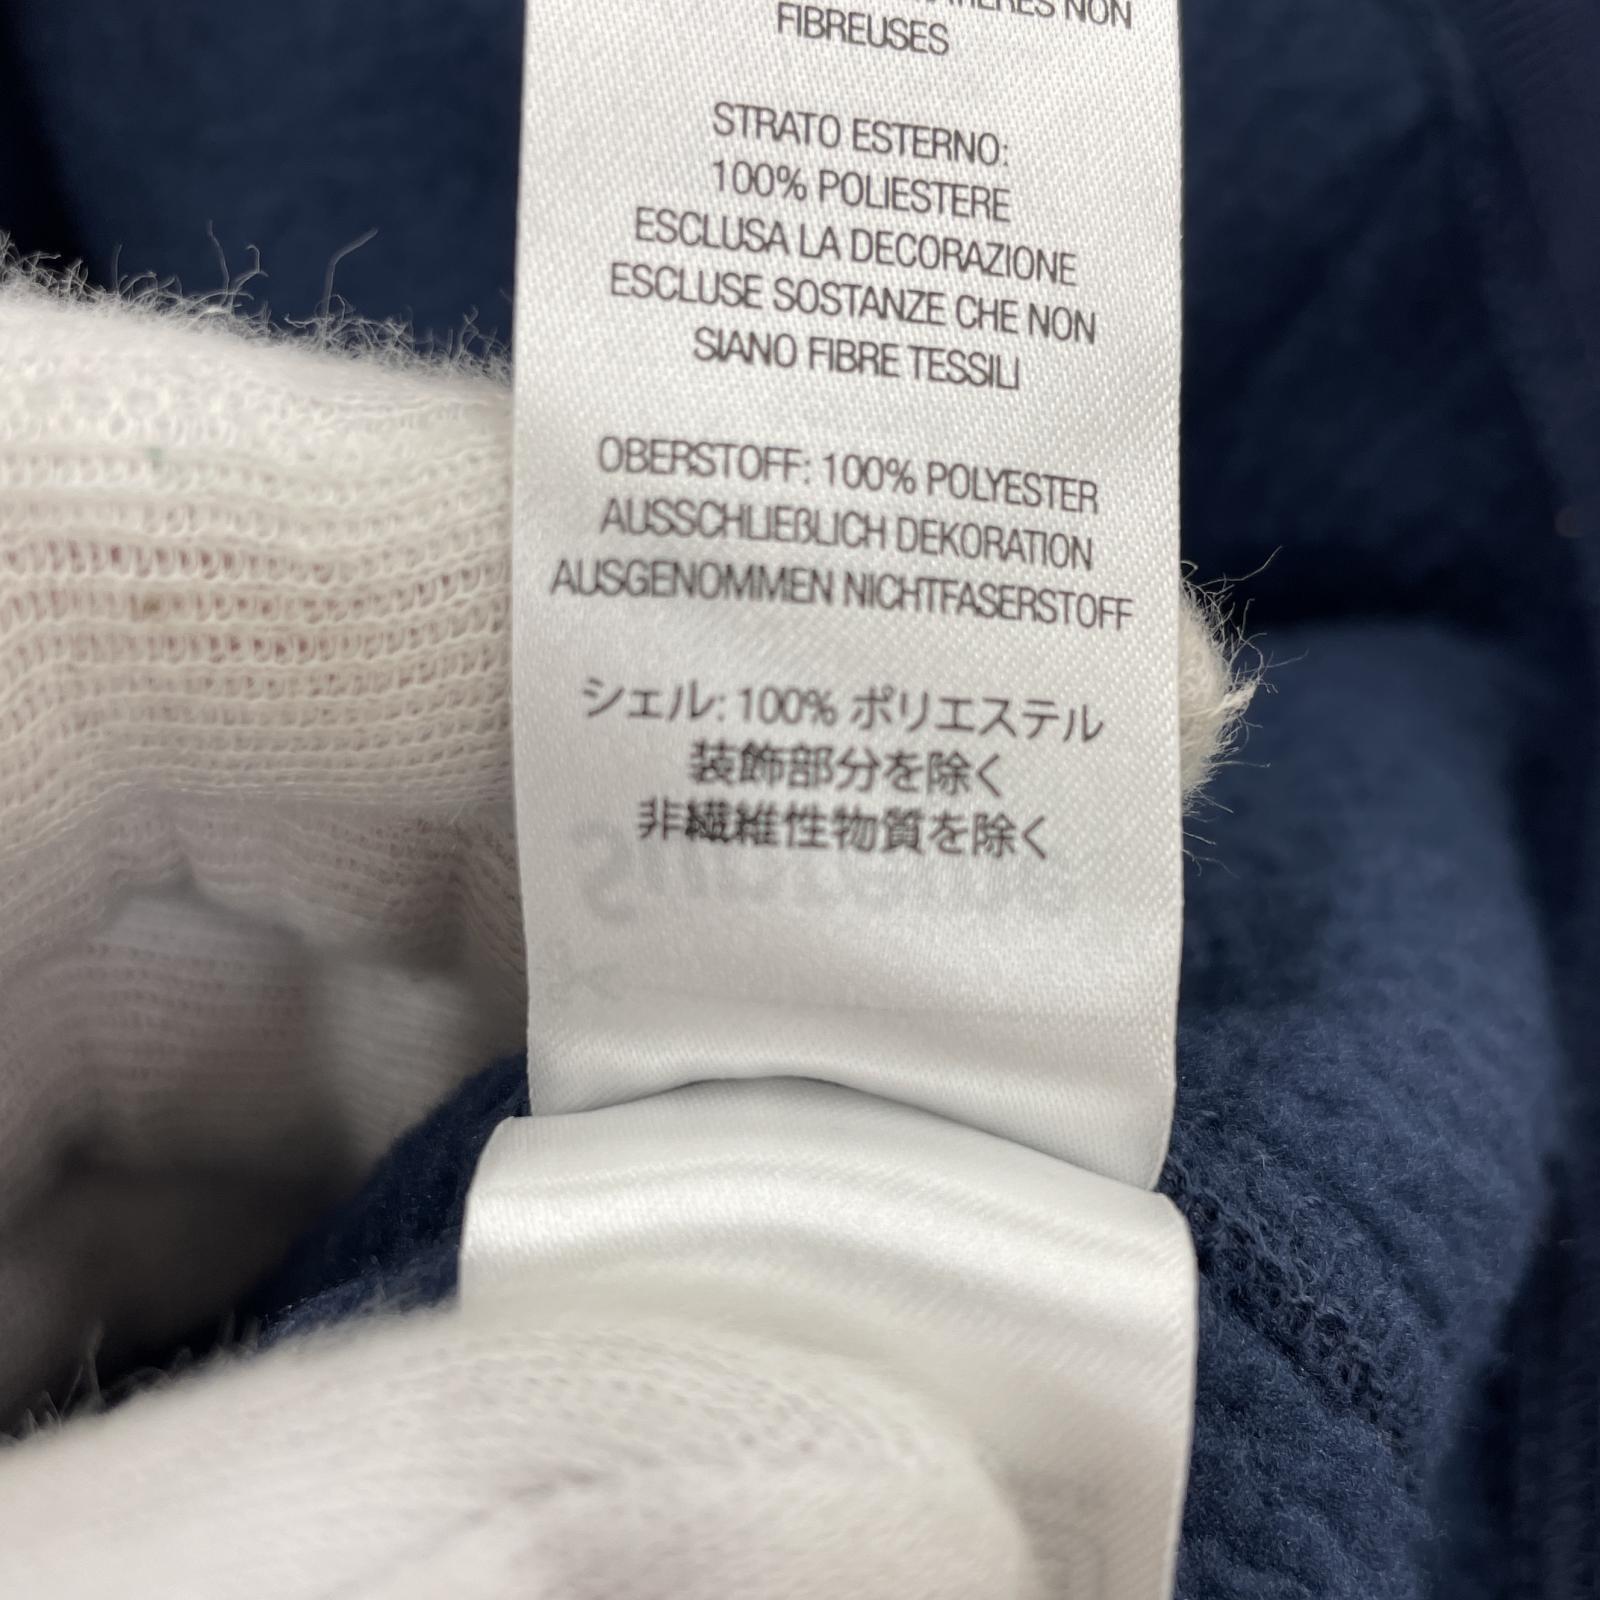 NON
FIBREUSES
STRATO ESTERNO:
100% POLIESTERE
ESCLUSA LA DECORAZIONE
ESCLUSE SOSTANZE CHE NON
SIANO FIBRE TESSILI
OBERSTOFF: 100% POLYESTER
AUSSCHLIEßLICH DEKORATION
AUSGENOMMEN NICHTFASERSTOFF
シェル: 100% ポリエステル
装飾部分を除く
非繊維性物質を除く